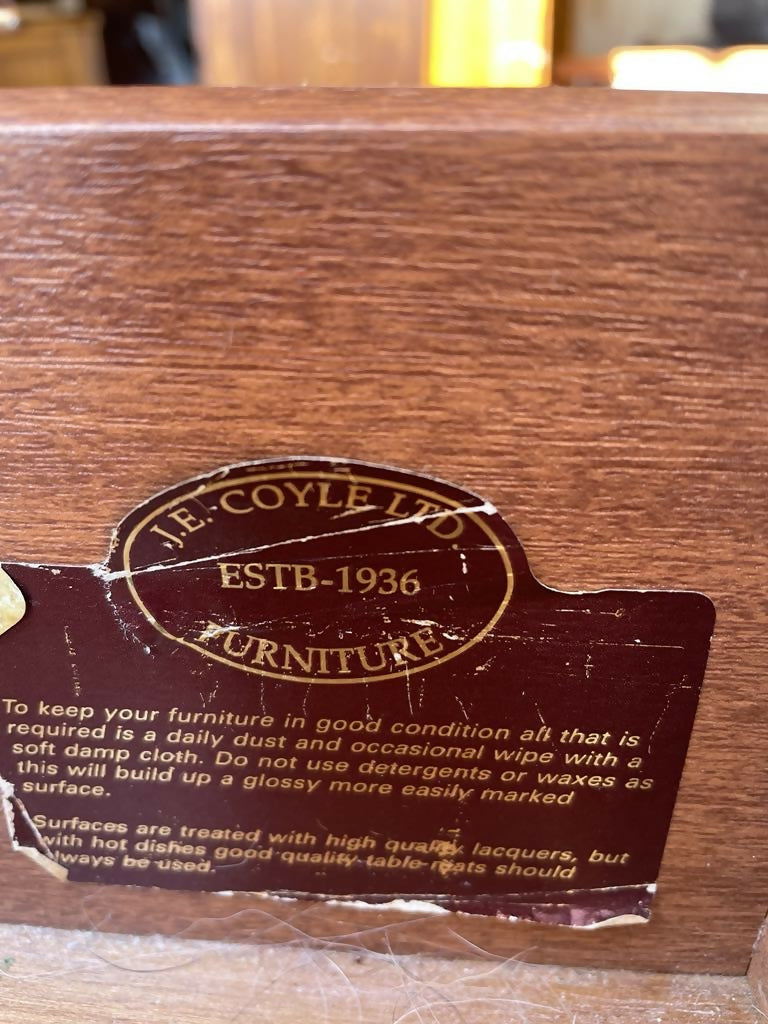 J.E. COYLE LTD.
ESTB-1936
FURNITURE
To keep your furniture in good condition all that is
required is a daily dust and occasional wipe with a
soft damp cloth. Do not use detergents or waxes as
this will build up a glossy more easily marked
surface.
Surfaces are treated with high quality lacquers, but
with hot dishes good quality table mats should
always be used.